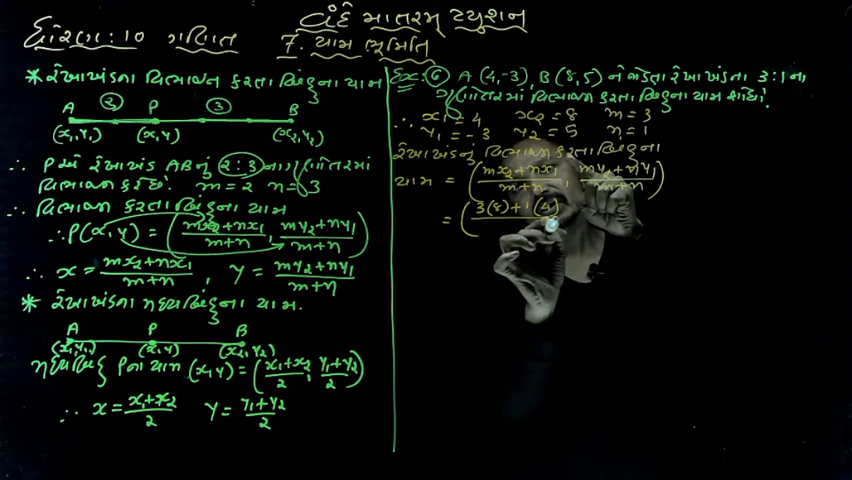 વંદે માતરમ્ ટ્યુશન
ધોરણ : 10 ગણિત 7. યામ ભૂમિતિ
* રેખાખંડના વિભાજન કરતા બિંદુના યામ
② ③
A P B
(x₁,y₁) (x,y) (x₂,y₂)
∴ P એ રેખાખંડ ABનું 2:3 ના ગુણોત્તરમાં
વિભાજન કરે છે. m = 2 n = 3
∴ વિભાજન કરતા બિંદુના યામ
∴ P(x,y) = (mx₂+nx₁/m+n, my₂+ny₁/m+n)
∴ x = mx₂+nx₁/m+n, y = my₂+ny₁/m+n
* રેખાખંડના મધ્યબિંદુના યામ.
A P B
(x₁,y₁) (x,y) (x₂,y₂)
મધ્યબિંદુ Pના યામ (x,y) = (x₁+x₂/2, y₁+y₂/2)
∴ x = x₁+x₂/2 y = y₁+y₂/2
Ex: ⑥ A (4,-3), B (8,5) ને જોડતા રેખાખંડના 3:1 ના
ગુણોત્તરમાં વિભાજન કરતા બિંદુના યામ શોધો.
∴ x₁ = 4 x₂ = 8 m = 3
y₁ = -3 y₂ = 5 n = 1
રેખાખંડનું વિભાજન કરતા બિંદુના
યામ = (mx₂+nx₁/m+n, my₂+ny₁/m+n)
= (3(8)+1(4)